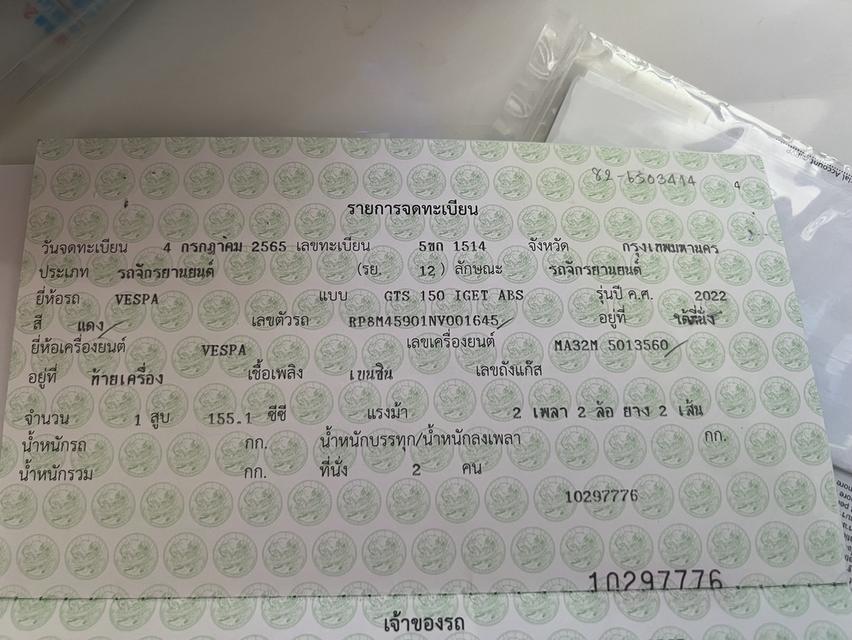 82-6503414
รายการจดทะเบียน
วันจดทะเบียน 4 กรกฎาคม 2565 เลขทะเบียน 5ขถ 1514 จังหวัด กรุงเทพมหานคร
ประเภท รถจักรยานยนต์ (รย. 12) ลักษณะ รถจักรยานยนต์
ยี่ห้อรถ VESPA แบบ GTS 150 IGET ABS รุ่นปี ค.ศ. 2022
สี แดง เลขตัวรถ RP8M45901NV001645 อยู่ที่ ใต้ที่นั่ง
ยี่ห้อเครื่องยนต์ VESPA เลขเครื่องยนต์ MA32M 5013560
อยู่ที่ ท้ายเครื่อง เชื้อเพลิง เบนซิน เลขถังแก๊ส
จำนวน 1 สูบ 155.1 ซีซี แรงม้า 2 เพลา 2 ล้อ ยาง 2 เส้น
น้ำหนักรถ กก. น้ำหนักบรรทุก/น้ำหนักลงเพลา กก.
น้ำหนักรวม กก. ที่นั่ง 2 คน
10297776
10297776
เจ้าของรถ